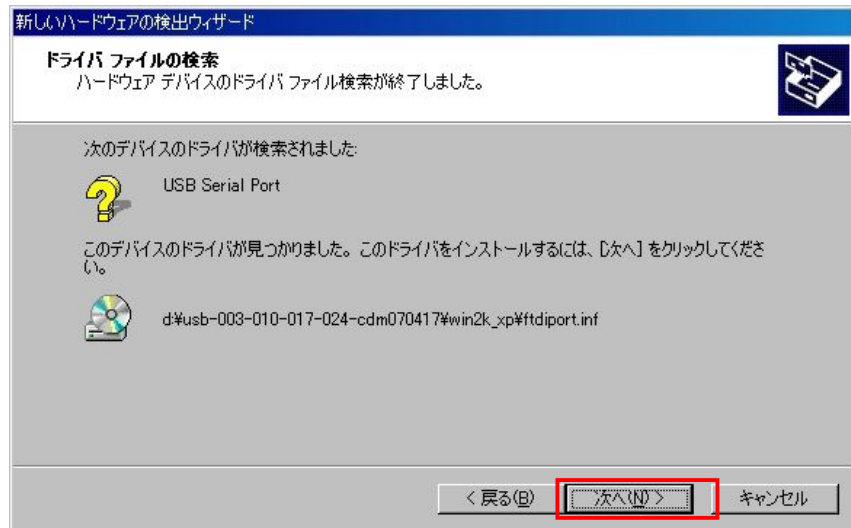 新しいハードウェアの検出ウィザード
ドライバ ファイルの検索
ハードウェア デバイスのドライバ ファイル検索が終了しました。
次のデバイスのドライバが検索されました:
USB Serial Port
このデバイスのドライバが見つかりました。このドライバをインストールするには、[次へ] をクリックしてくださ
い。
d:¥usb-003-010-017-024-cdm070417¥win2k_xp¥ftdiport.inf
< 戻る(B)
次へ(N) >
キャンセル